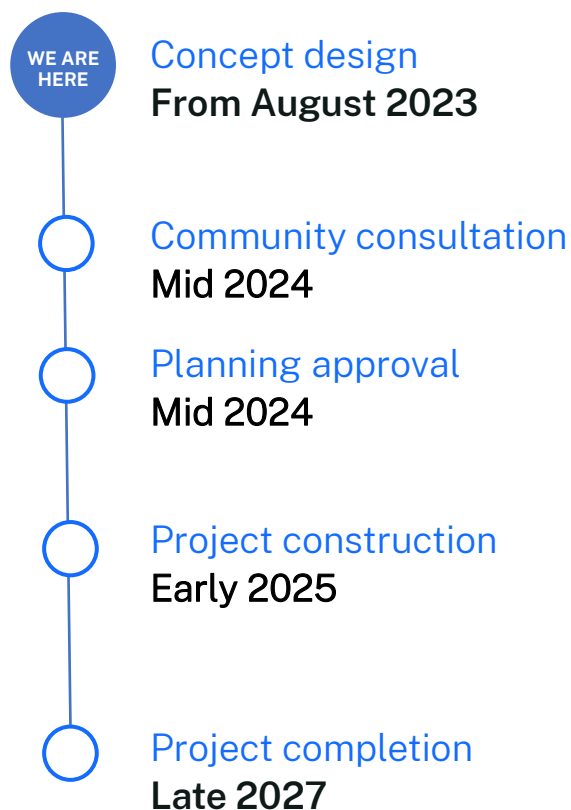 WE ARE
HERE
Concept design
From August 2023
Community consultation
Mid 2024
Planning approval
Mid 2024
Project construction
Early 2025
Project completion
Late 2027